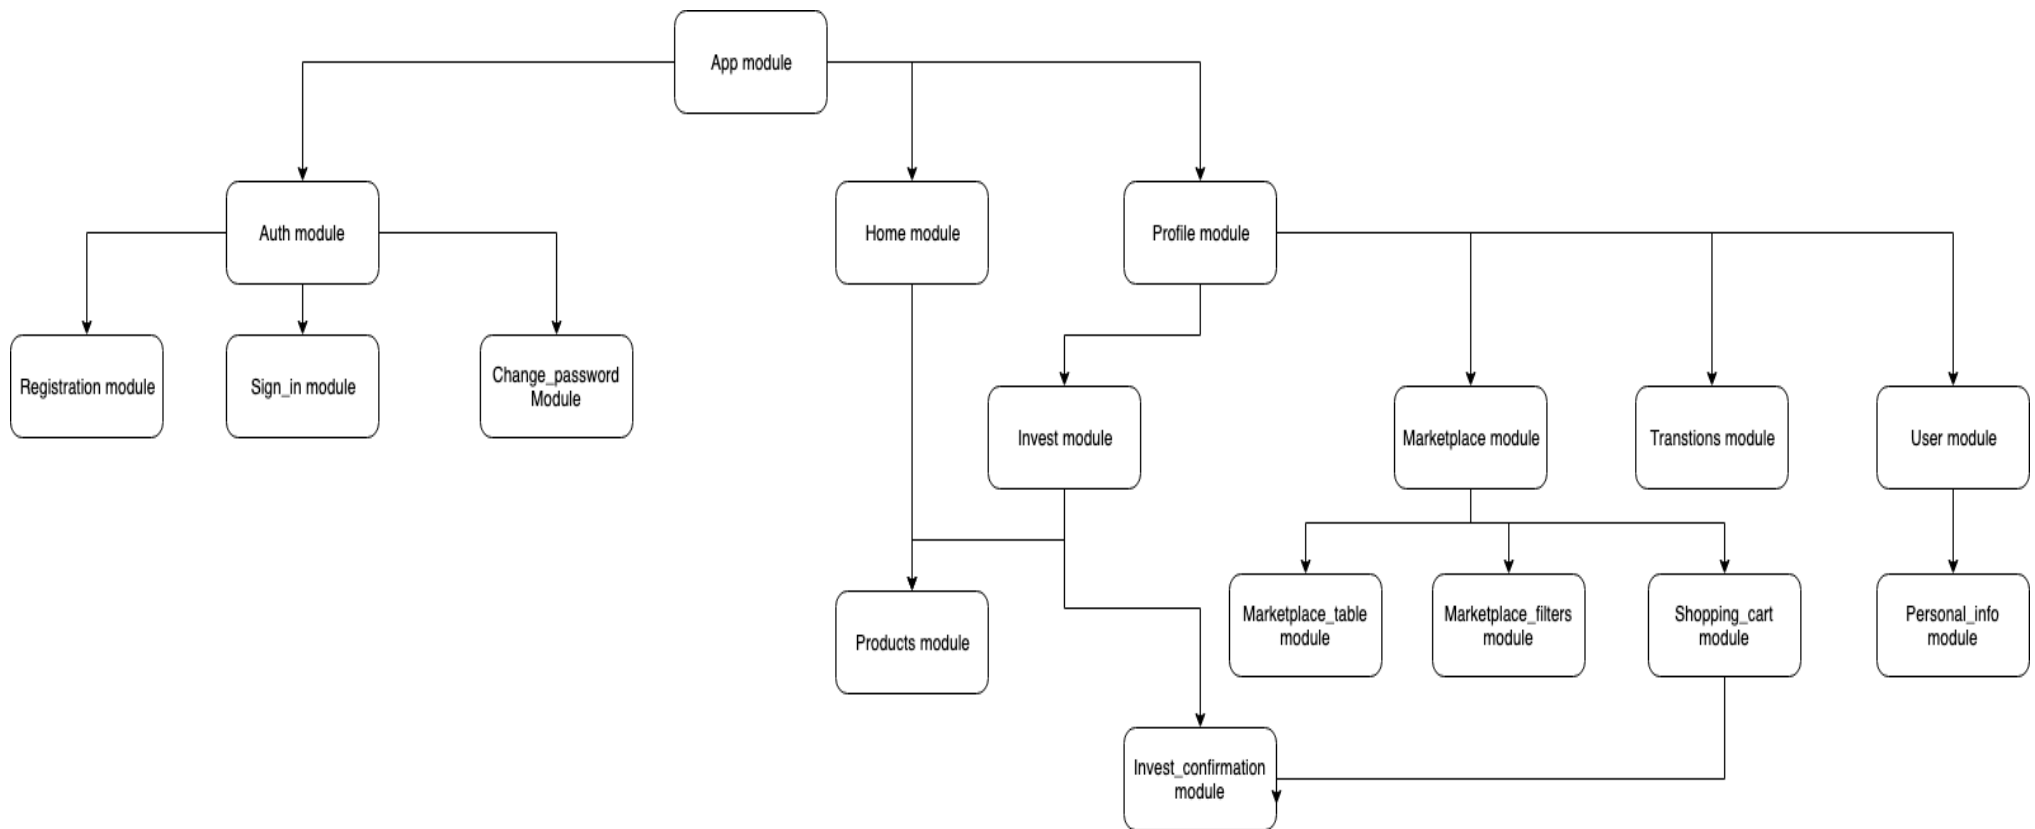 App module
Auth module
Home module
Profile module
Registration module
Sign_in module
Change_password
Module
Invest module
Marketplace module
Transtions module
User module
Products module
Marketplace_table
module
Marketplace_filters
module
Shopping_cart
module
Personal_info
module
Invest_confirmation
module